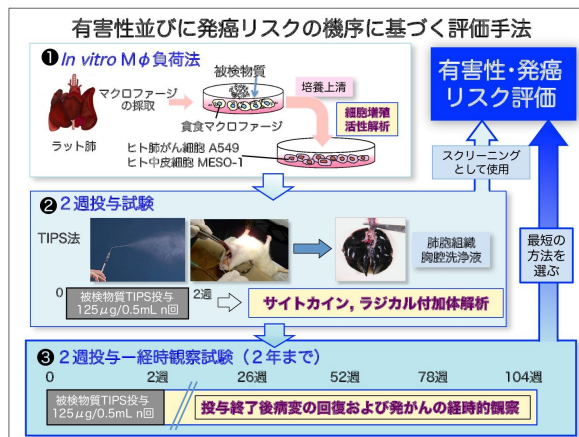 有害性並びに発癌リスクの機序に基づく評価手法
❶In vitro Mφ負荷法
マクロファージ
の採取
ラット肺
被検物質
貪食マクロファージ
培養上清
細胞増殖
活性解析
ヒト肺がん細胞 A549
ヒト中皮細胞 MESO-1
有害性・発癌
リスク評価
スクリーニング
として使用
最短の
方法を
選ぶ
❷2週投与試験
TIPS法
肺胞組織
胸腔洗浄液
0
2週
被検物質TIPS投与
125μg/0.5mL n回
サイトカイン, ラジカル付加体解析
❸2週投与ー経時観察試験（2年まで）
0 2週 26週 52週 78週 104週
被検物質TIPS投与
125μg/0.5mL n回
投与終了後病変の回復および発がんの経時的観察